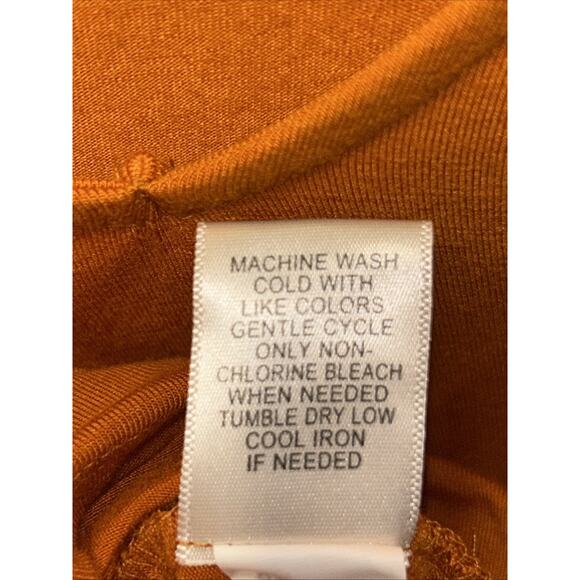 MACHINE WASH
COLD WITH
LIKE COLORS
GENTLE CYCLE
ONLY NON-
CHLORINE BLEACH
WHEN NEEDED
TUMBLE DRY LOW
COOL IRON
IF NEEDED